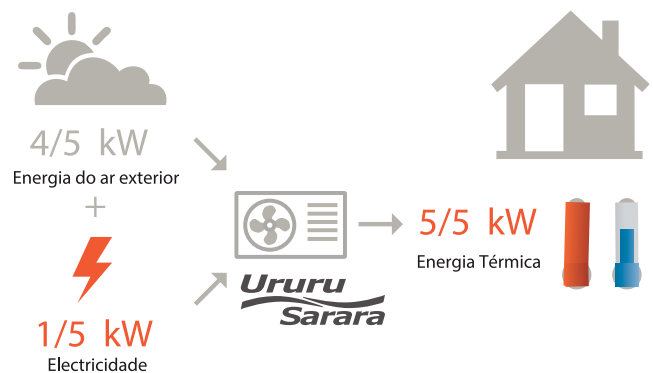 4/5 kW
Energia do ar exterior
+
1/5 kW
Electricidade
Ururu
Sarara
5/5 kW
Energia Térmica